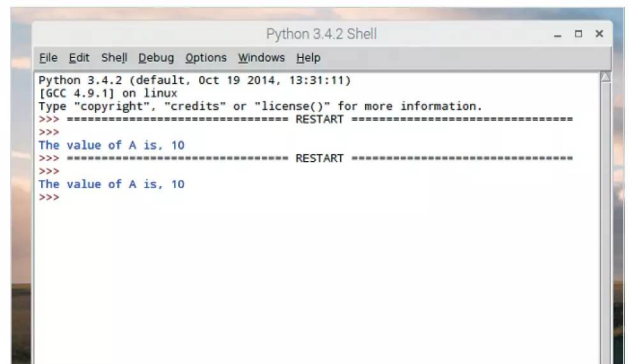 Python 3.4.2 Shell
File Edit Shell Debug Options Windows Help
Python 3.4.2 (default, Oct 19 2014, 13:31:11)
[GCC 4.9.1] on linux
Type "copyright", "credits" or "license()" for more information.
>>> ================================ RESTART ================================
>>>
The value of A is, 10
>>> ================================ RESTART ================================
>>>
The value of A is, 10
>>>